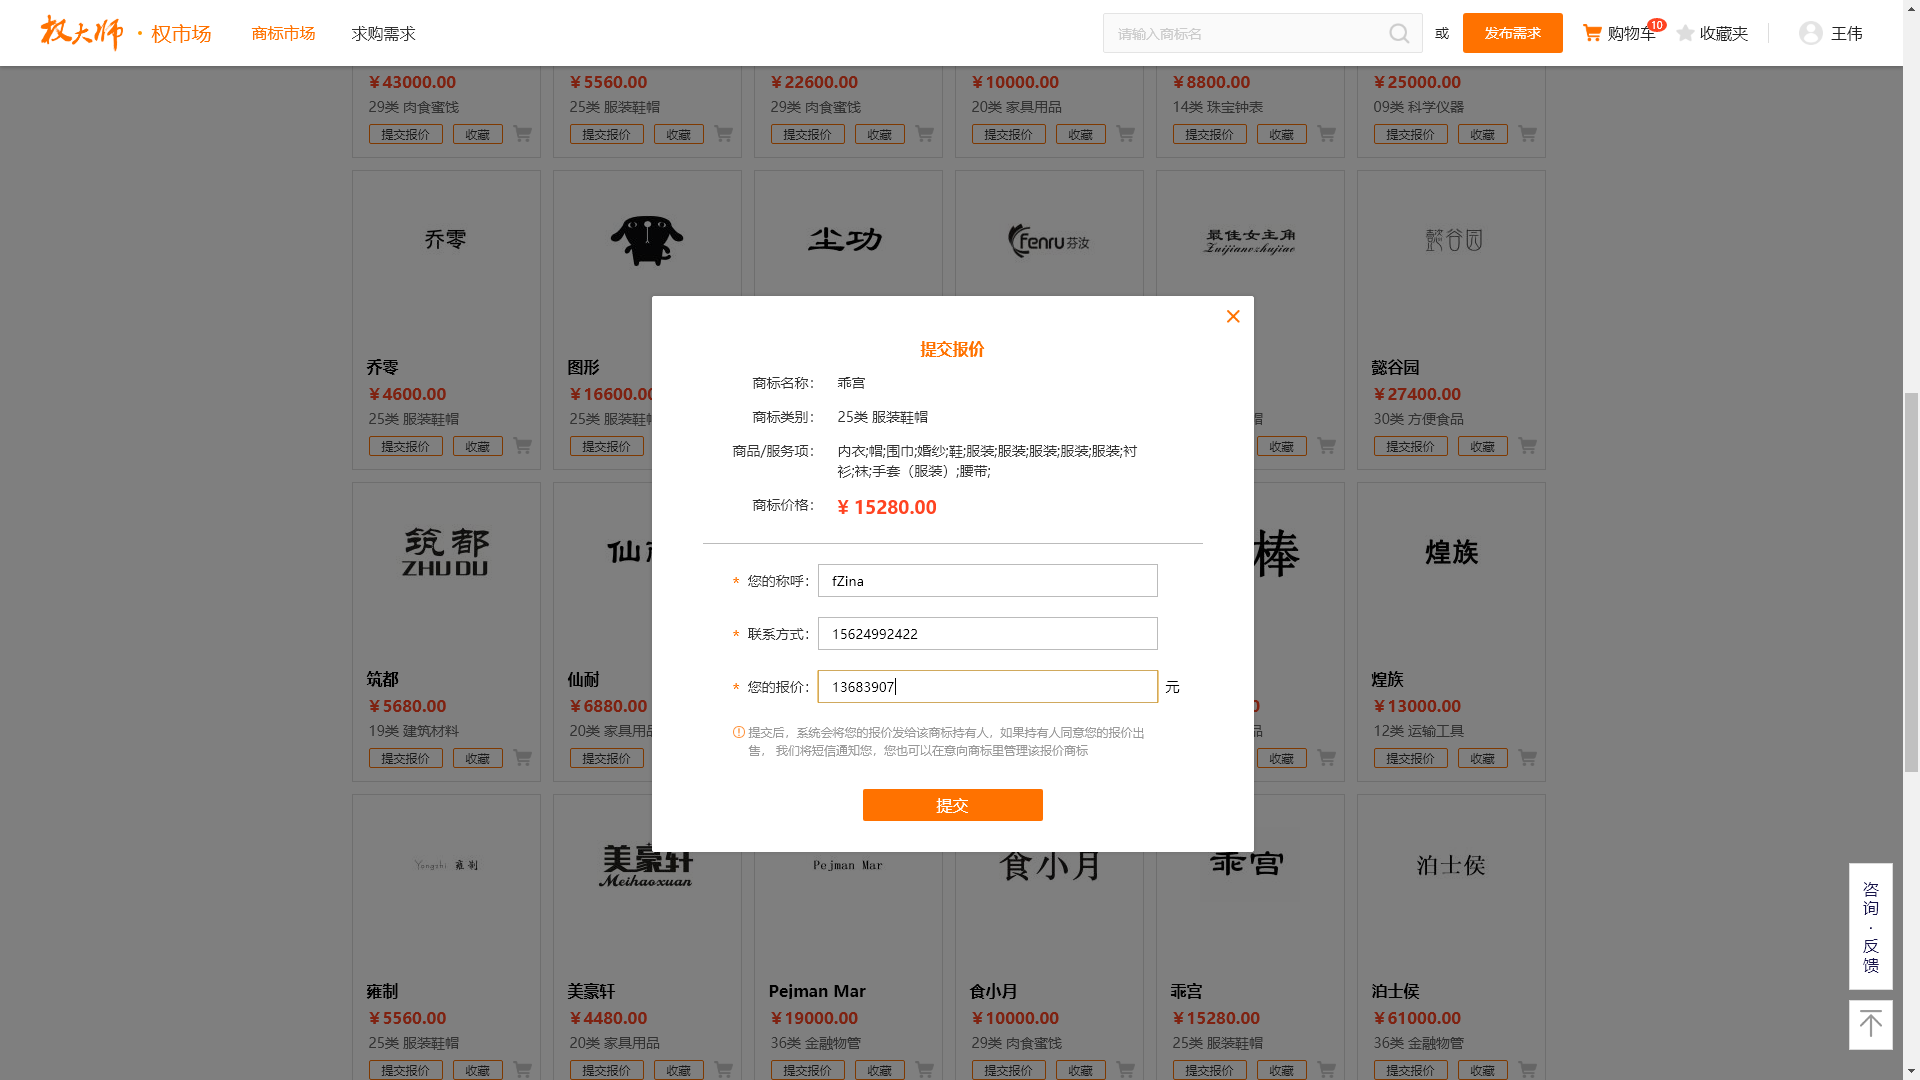 权大师·权市场 商标市场 求购需求 请输入商标名 或 发布需求 购物车 10 收藏夹 王伟
￥43000.00 ￥5560.00 ￥22600.00 ￥10000.00 ￥8800.00 ￥25000.00
29类 肉食蜜饯 25类 服装鞋帽 29类 肉食蜜饯 20类 家具用品 14类 珠宝钟表 09类 科学仪器
提交报价 收藏 提交报价 收藏 提交报价 收藏 提交报价 收藏 提交报价 收藏 提交报价 收藏
乔零 尘功 Fenru 芬汝 最佳女主角 懿谷园
Zuijianvzhujiao
乔零 图形 懿谷园
￥4600.00 ￥16600.00 ￥27400.00
25类 服装鞋帽 25类 服装鞋帽 帽 30类 方便食品
提交报价 收藏 提交报价 收藏 提交报价 收藏
×
提交报价
商标名称： 乖宫
商标类别： 25类 服装鞋帽
商品/服务项： 内衣;帽;围巾;婚纱;鞋;服装;服装;服装;服装;服装;衬
衫;袜;手套（服装）;腰带;
商标价格： ￥15280.00
* 您的称呼： fZina
* 联系方式： 15624992422
* 您的报价： 13683907 元
提交后，系统会将您的报价发给该商标持有人，如果持有人同意您的报价出
售， 我们将短信通知您，您也可以在意向商标里管理该报价商标
提交
筑都 仙耐 棒 煌族
ZHU DU
筑都 仙耐 煌族
￥5680.00 ￥6880.00 0 ￥13000.00
19类 建筑材料 20类 家具用品 品 12类 运输工具
提交报价 收藏 提交报价 收藏 提交报价 收藏
Yongzhi 雍制 美豪轩 Pejman Mar 食小月 乖宫 泊士侯
Meihaoxuan
雍制 美豪轩 Pejman Mar 食小月 乖宫 泊士侯
￥5560.00 ￥4480.00 ￥19000.00 ￥10000.00 ￥15280.00 ￥61000.00
25类 服装鞋帽 20类 家具用品 36类 金融物管 29类 肉食蜜饯 25类 服装鞋帽 36类 金融物管
提交报价 收藏 提交报价 收藏 提交报价 收藏 提交报价 收藏 提交报价 收藏 提交报价 收藏
咨
询
·
反
馈